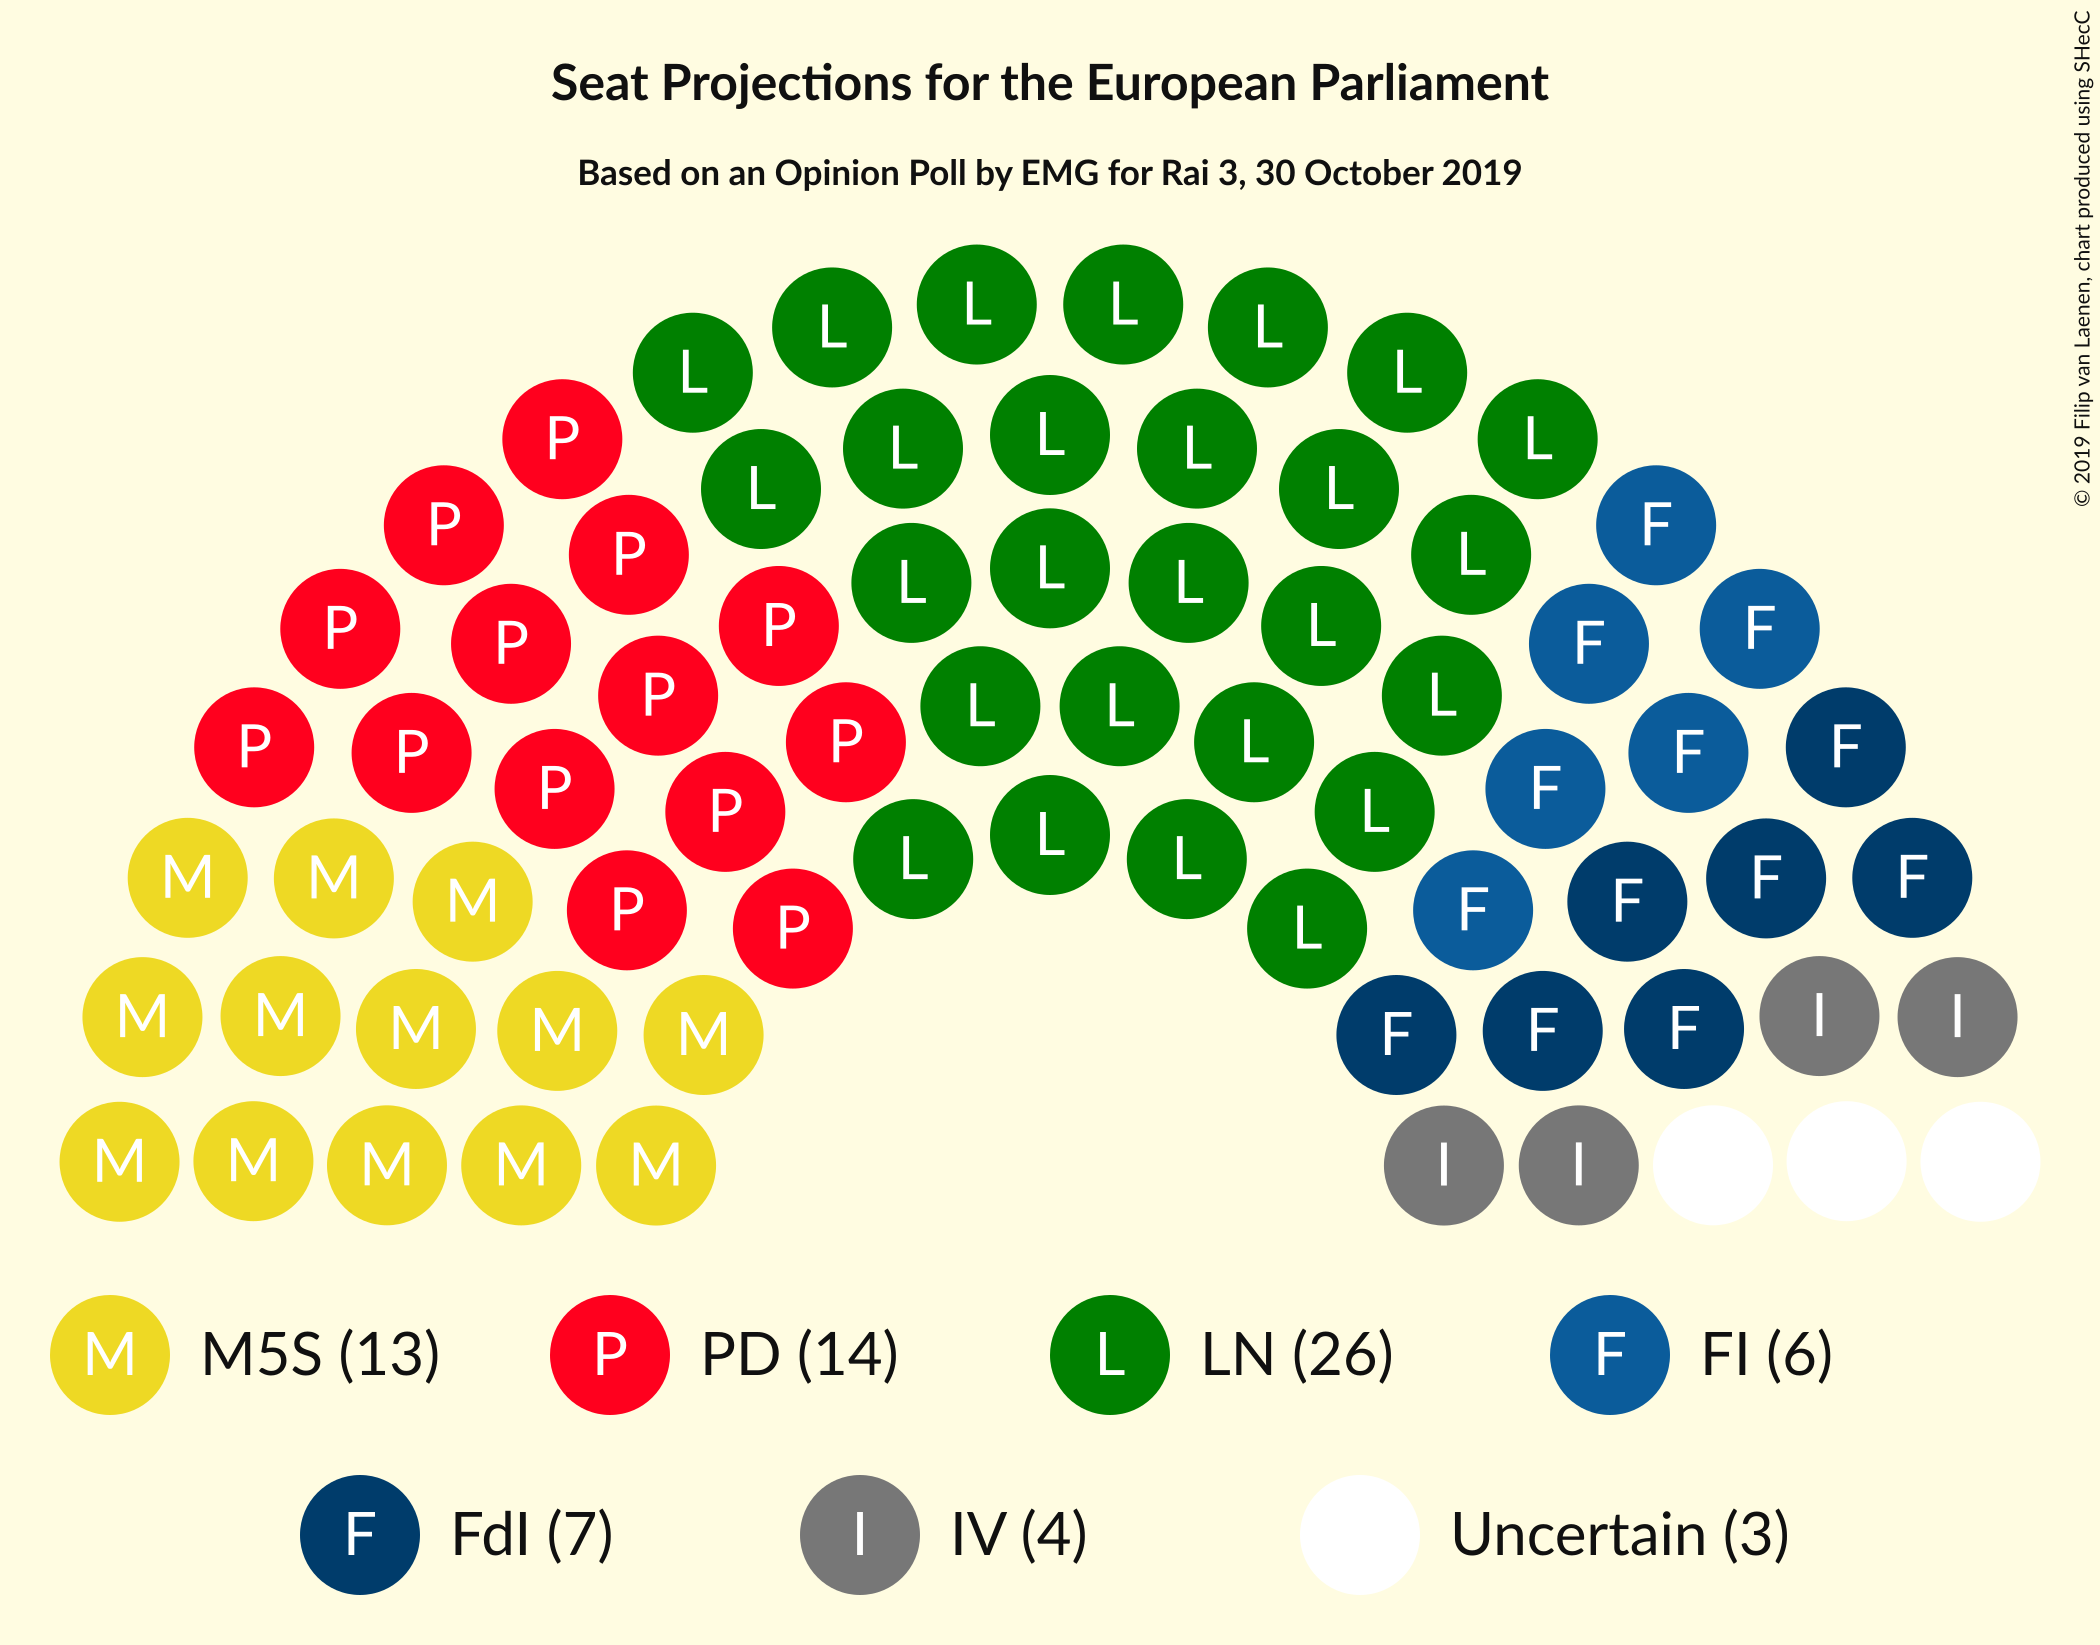 Seat Projections for the European Parliament
Based on an Opinion Poll by EMG for Rai 3, 30 October 2019
© 2019 Filip van Laenen, chart produced using SHecC
L L
L L
L L
L
L L
P L
L L
P L L F
P L
L L L
P P L F
P L F
P L
L L
P L
P P L F F
P F
P L
L
P L
M M L F F
M F
P F
P L
M M I I
M F
M F
M F
M M F
M M M I I
M M5S (13) P PD (14) L LN (26) F FI (6)
F FdI (7) I IV (4) Uncertain (3)